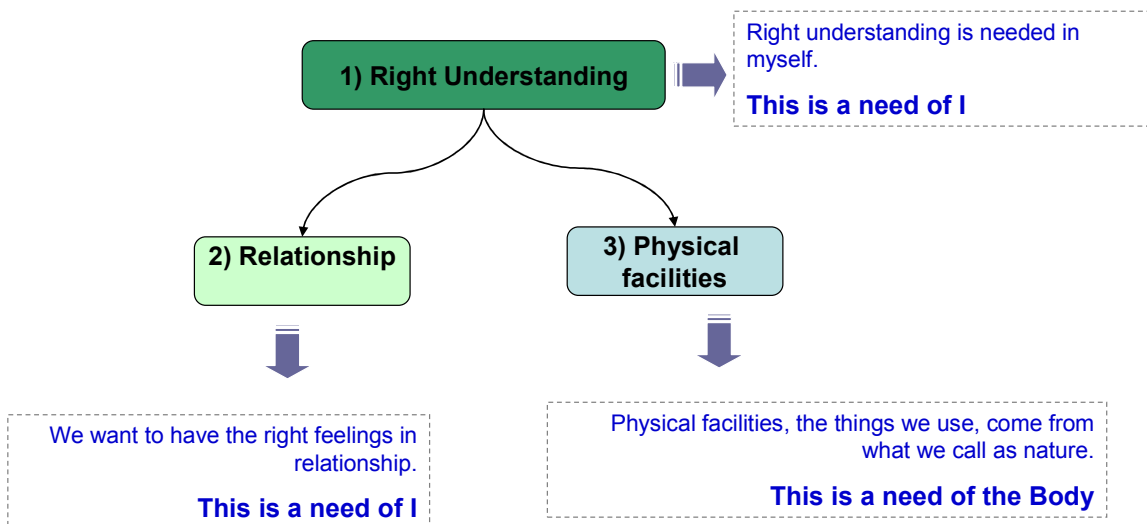 1) Right Understanding
Right understanding is needed in
myself.
This is a need of I
2) Relationship
3) Physical
facilities
We want to have the right feelings in
relationship.
This is a need of I
Physical facilities, the things we use, come from
what we call as nature.
This is a need of the Body